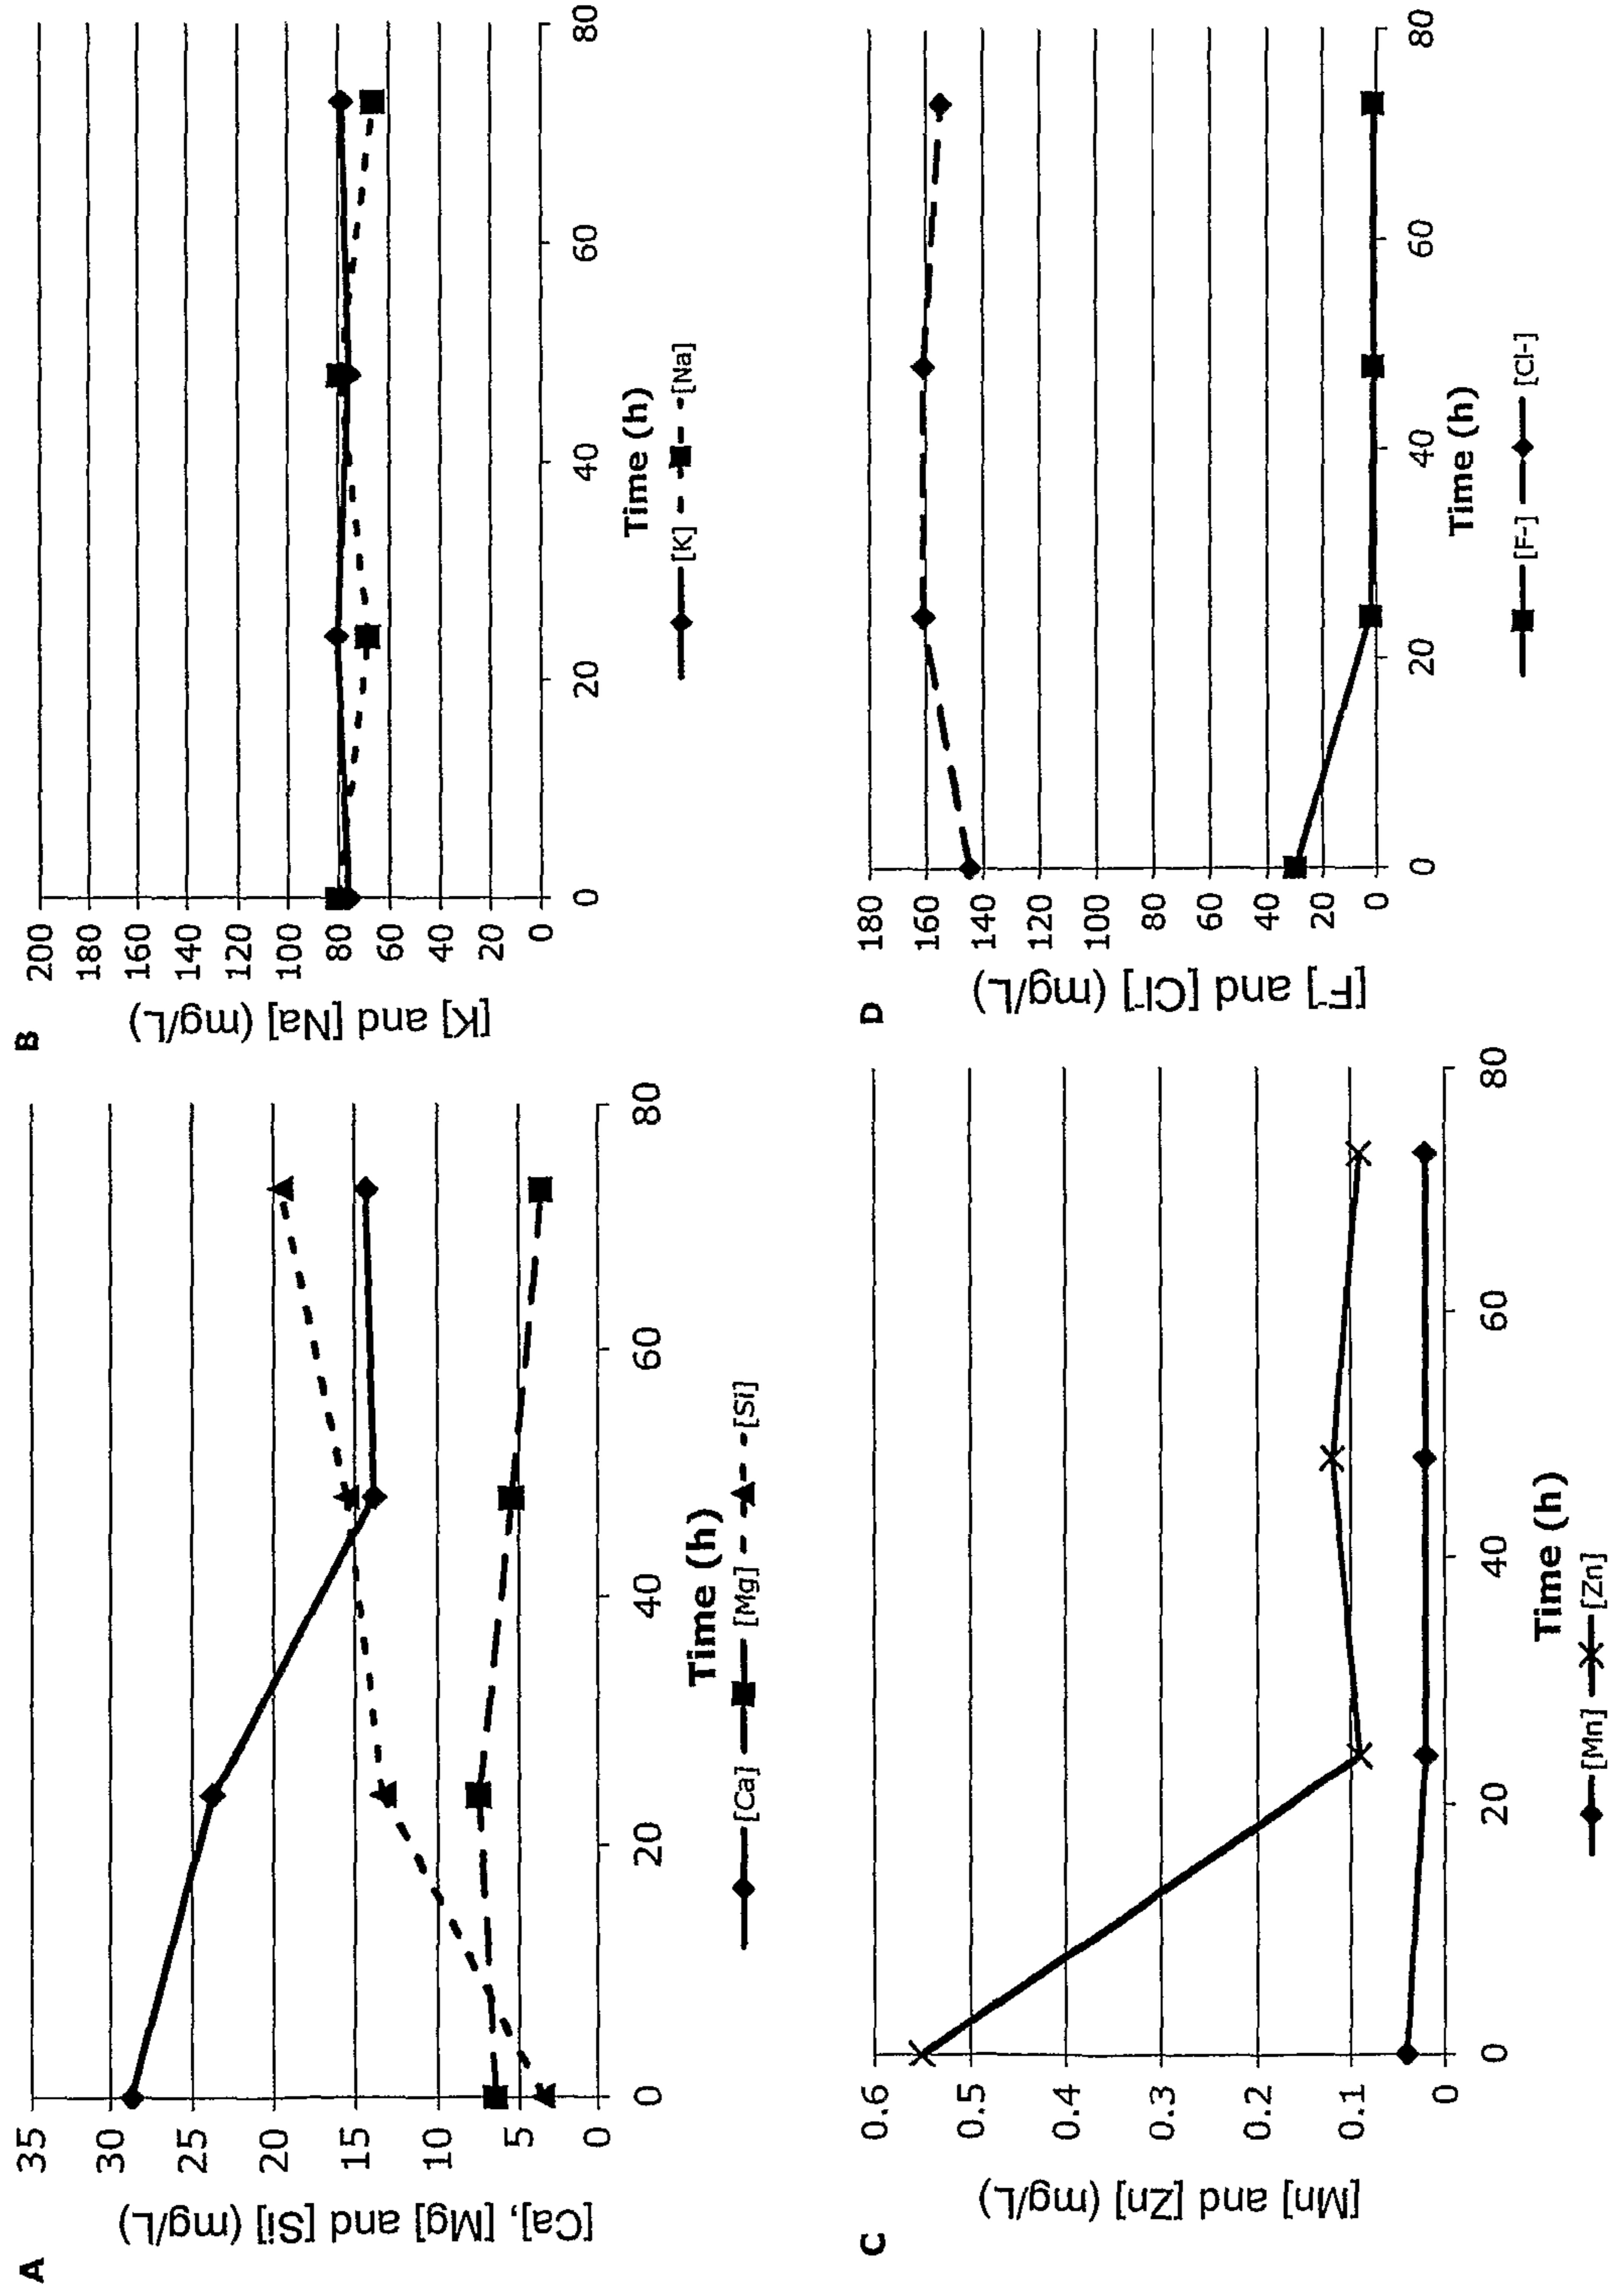 A
[Ca], [Mg] and [Si] (mg/L)
35
30
25
20
15
10
5
0
0 20 40 60 80
Time (h)
[Ca] [Mg] [Si]
B
[K] and [Na] (mg/L)
200
180
160
140
120
100
80
60
40
20
0
0 20 40 60 80
Time (h)
[K] [Na]
C
[Mn] and [Zn] (mg/L)
0.6
0.5
0.4
0.3
0.2
0.1
0
0 20 40 60 80
Time (h)
[Mn] [Zn]
D
[F-] and [Cl-] (mg/L)
180
160
140
120
100
80
60
40
20
0
0 20 40 60 80
Time (h)
[F-] [Cl-]